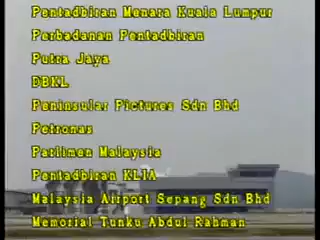 Pentadbiran Menara Kuala Lumpur
Perbadanan Pentadbiran
Putra Jaya
DBKL
Peninsular Pictures Sdn Bhd
Petronas
Parlimen Malaysia
Pentadbiran KLIA
Malaysia Airport Sepang Sdn Bhd
Memorial Tunku Abdul Rahman